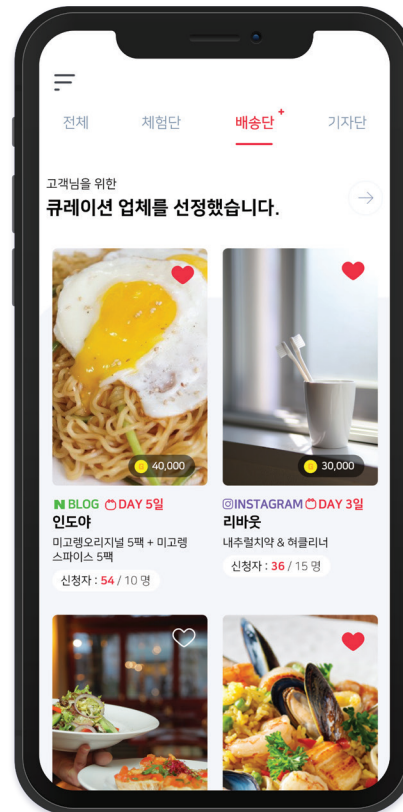 전체 체험단 배송단 + 기자단
고객님을 위한
큐레이션 업체를 선정했습니다.
40,000
30,000
N BLOG DAY 5일
인도야
미고렝오리지널 5팩 + 미고렝
스파이스 5팩
신청자 : 54 / 10 명
INSTAGRAM DAY 3일
리바웃
내추럴치약 & 혀클리너
신청자 : 36 / 15 명